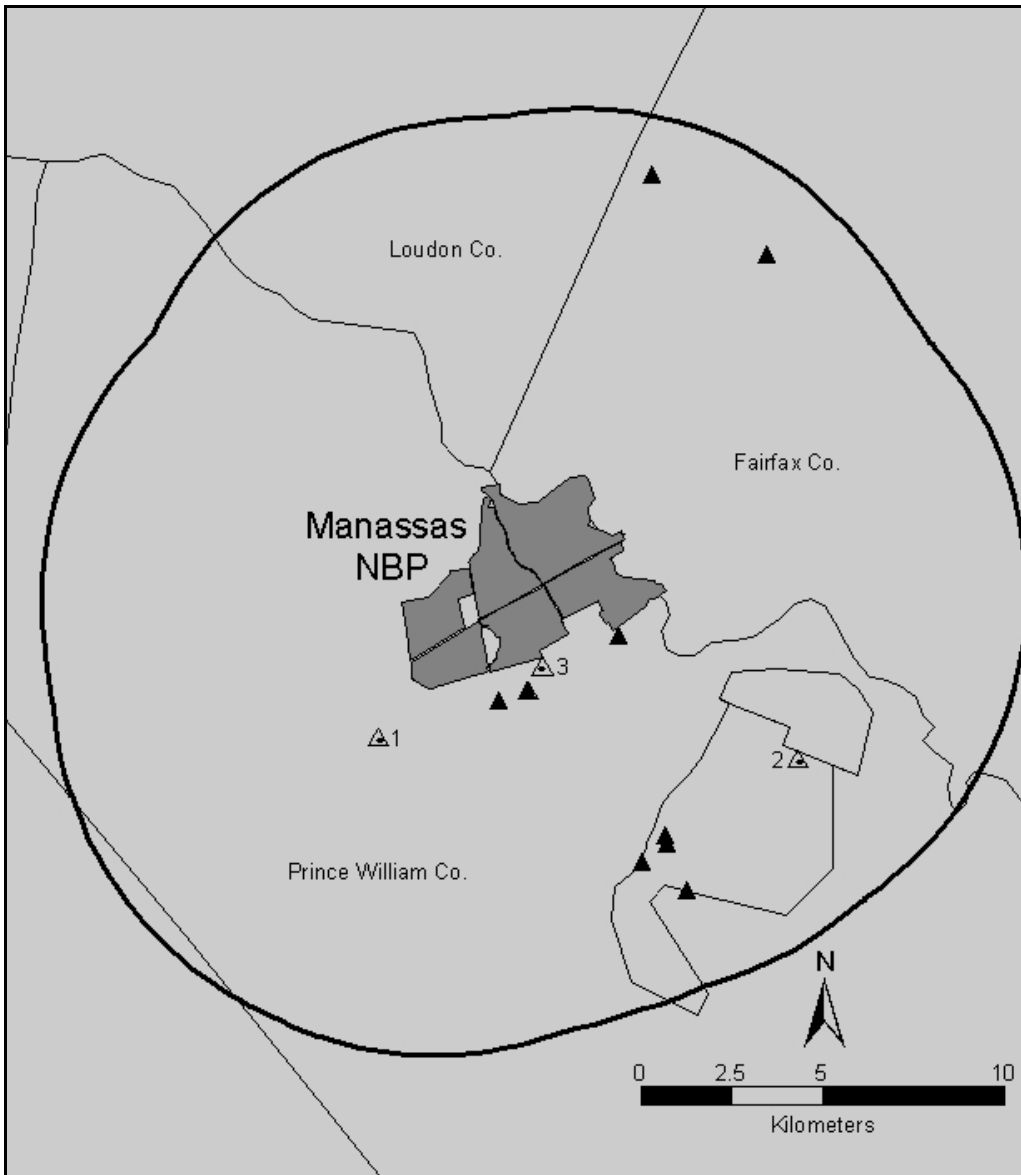 Loudon Co.
Fairfax Co.
Manassas
NBP
3
1
2
Prince William Co.
N
0 2.5 5 10
Kilometers